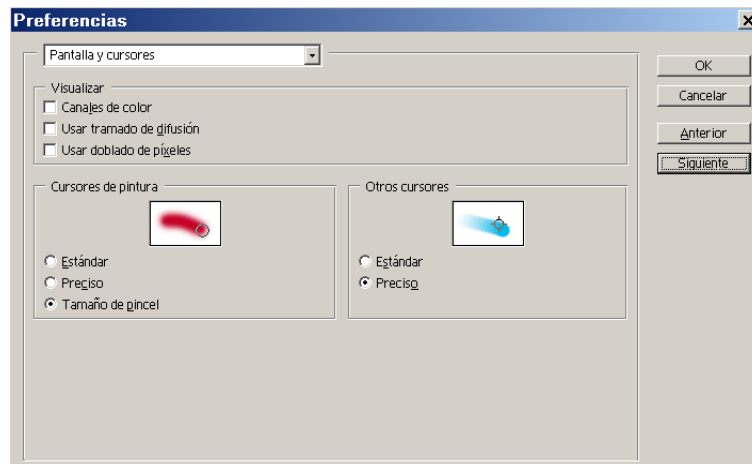 Preferencias
Pantalla y cursores
OK
Cancelar
Anterior
Siguiente
Visualizar
Canales de color
Usar tramado de difusión
Usar doblado de píxeles
Cursores de pintura
Estándar
Preciso
Tamaño de pincel
Otros cursores
Estándar
Preciso